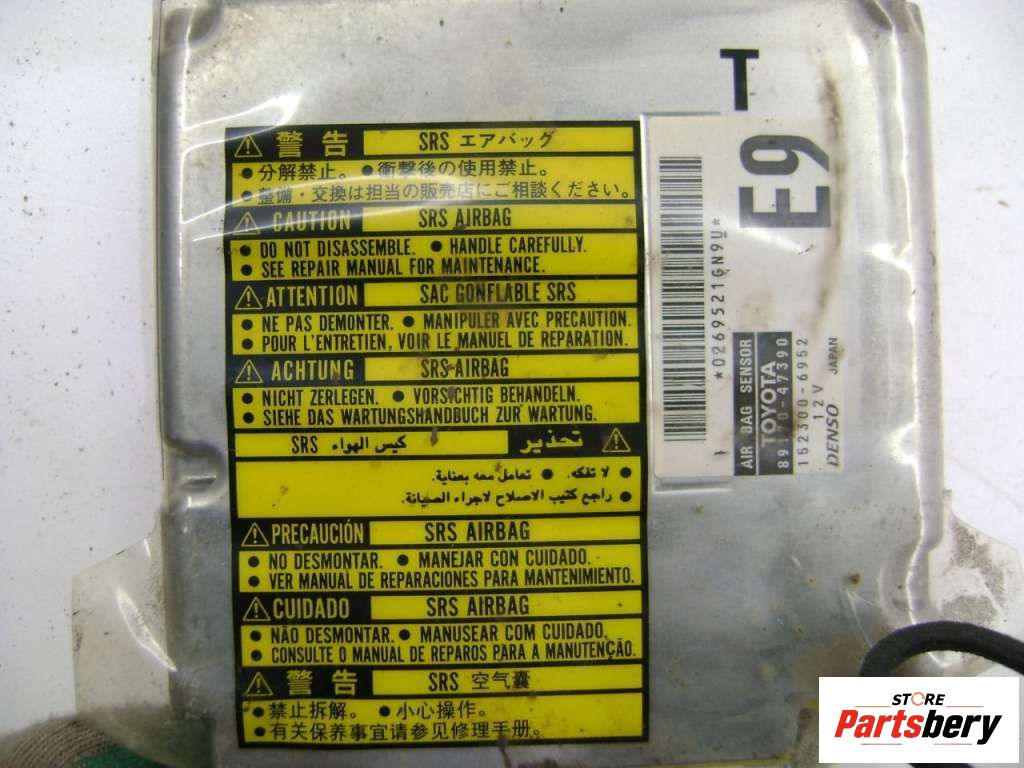 警告 SRS エアバッグ
•分解禁止。 •衝撃後の使用禁止。
•整備・交換は担当の販売店にご相談ください。
CAUTION SRS AIRBAG
• DO NOT DISASSEMBLE. • HANDLE CAREFULLY.
• SEE REPAIR MANUAL FOR MAINTENANCE.
ATTENTION SAC GONFLABLE SRS
• NE PAS DEMONTER. • MANIPULER AVEC PRECAUTION.
• POUR L'ENTRETIEN, VOIR LE MANUEL DE REPARATION.
ACHTUNG SRS-AIRBAG
• NICHT ZERLEGEN. • VORSICHTIG BEHANDELN.
• SIEHE DAS WARTUNGSHANDBUCH ZUR WARTUNG.
تحذير كيس الهواء SRS
• لا تفكه. • تعامل معه بعناية.
• راجع كتيب الاصلاح لاجراء الصيانة.
PRECAUCIÓN SRS AIRBAG
• NO DESMONTAR. • MANEJAR CON CUIDADO.
• VER MANUAL DE REPARACIONES PARA MANTENIMIENTO.
CUIDADO SRS AIRBAG
• NÃO DESMONTAR. • MANUSEAR COM CUIDADO.
• CONSULTE O MANUAL DE REPAROS PARA A MANUTENÇÃO.
警告 SRS 空气囊
•禁止拆解。 •小心操作。
•有关保养事宜请参见修理手册。
T
E9
*0269521GN9U*
AIR BAG SENSOR
TOYOTA
89170-47390
152300-6952
12V
DENSO JAPAN
STORE
Partsbery